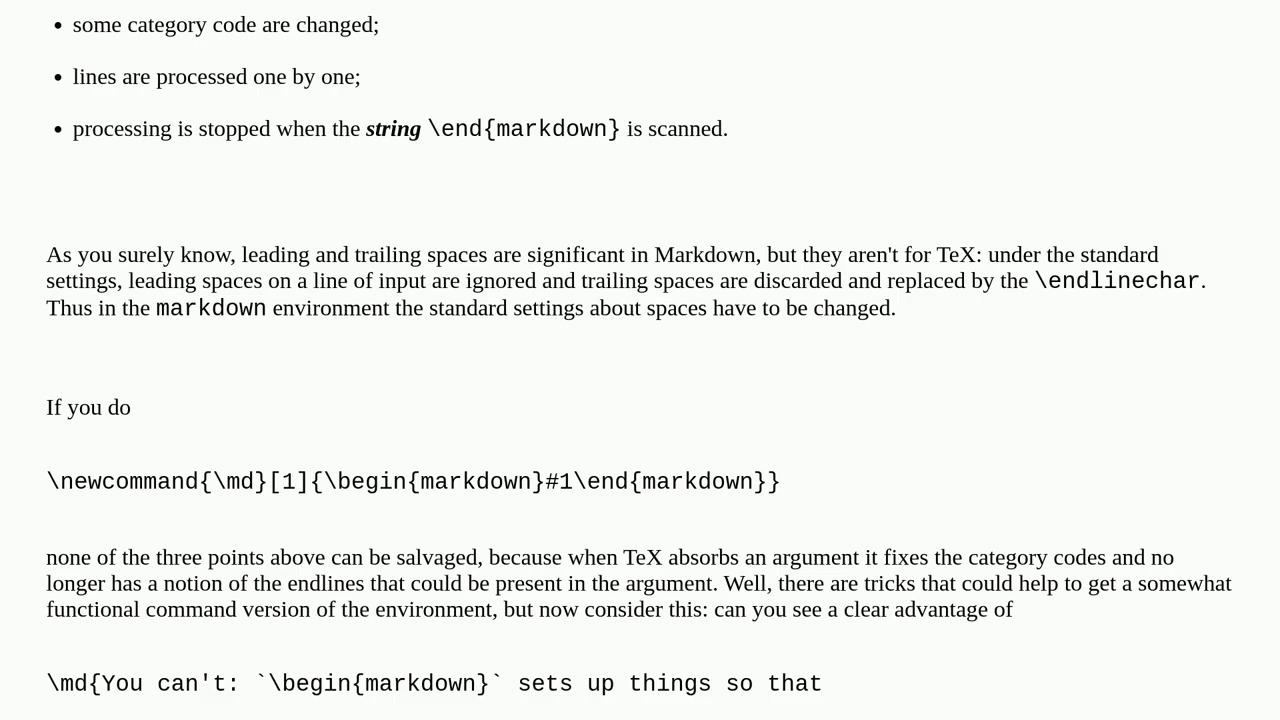 • some category code are changed;
• lines are processed one by one;
• processing is stopped when the string \end{markdown} is scanned.
As you surely know, leading and trailing spaces are significant in Markdown, but they aren't for TeX: under the standard
settings, leading spaces on a line of input are ignored and trailing spaces are discarded and replaced by the \endlinechar.
Thus in the markdown environment the standard settings about spaces have to be changed.
If you do
\newcommand{\md}[1]{\begin{markdown}#1\end{markdown}}
none of the three points above can be salvaged, because when TeX absorbs an argument it fixes the category codes and no
longer has a notion of the endlines that could be present in the argument. Well, there are tricks that could help to get a somewhat
functional command version of the environment, but now consider this: can you see a clear advantage of
\md{You can't: `\begin{markdown}` sets up things so that